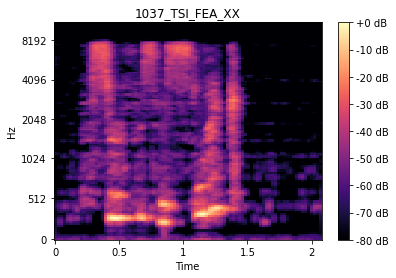 1037_TSI_FEA_XX
+0 dB
8192
-10 dB
4096
-20 dB
-30 dB
2048
-40 dB
Hz
1024
-50 dB
512
-60 dB
-70 dB
0
-80 dB
0 0.5 1 1.5 2
Time